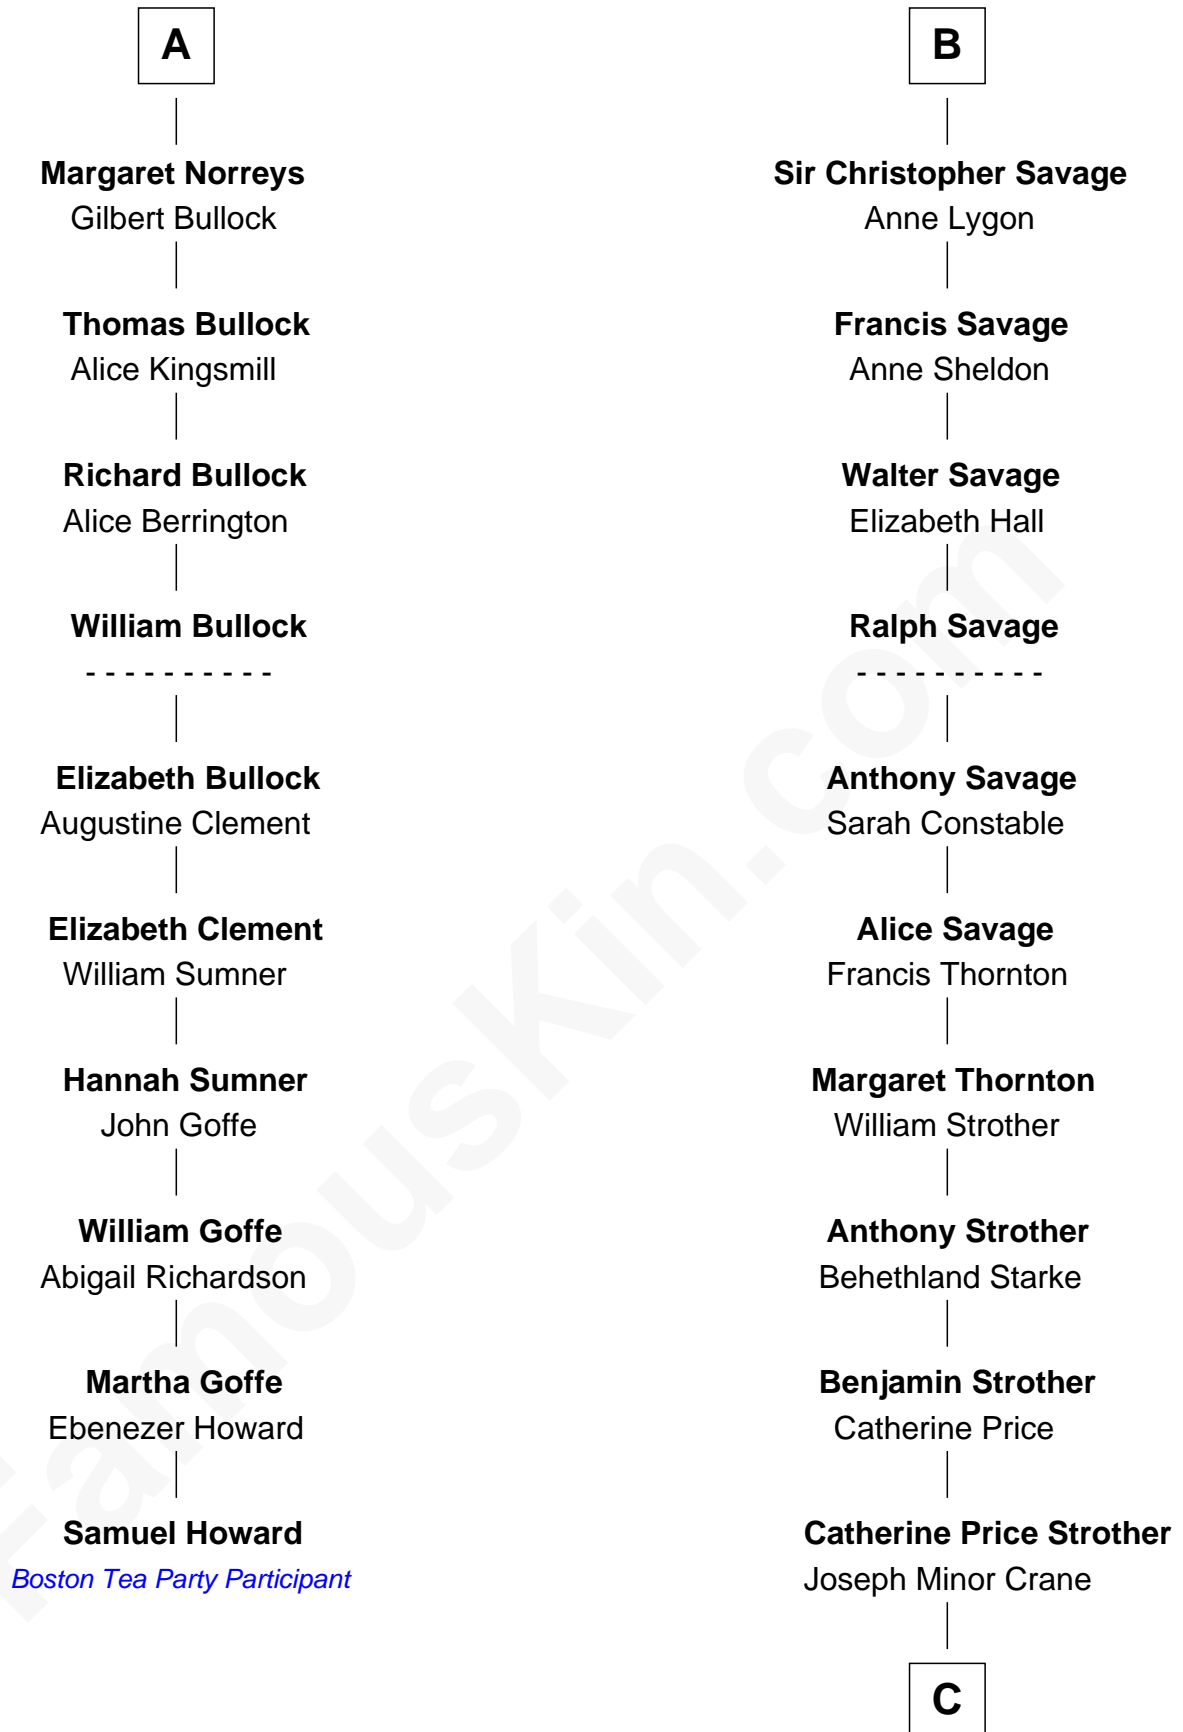 A
Margaret Norreys
Gilbert Bullock
Thomas Bullock
Alice Kingsmill
Richard Bullock
Alice Berrington
William Bullock
- - - - - - - - - -
Elizabeth Bullock
Augustine Clement
Elizabeth Clement
William Sumner
Hannah Sumner
John Goffe
William Goffe
Abigail Richardson
Martha Goffe
Ebenezer Howard
Samuel Howard
Boston Tea Party Participant
B
Sir Christopher Savage
Anne Lygon
Francis Savage
Anne Sheldon
Walter Savage
Elizabeth Hall
Ralph Savage
- - - - - - - - - -
Anthony Savage
Sarah Constable
Alice Savage
Francis Thornton
Margaret Thornton
William Strother
Anthony Strother
Behethland Starke
Benjamin Strother
Catherine Price
Catherine Price Strother
Joseph Minor Crane
C
FamousKin.com